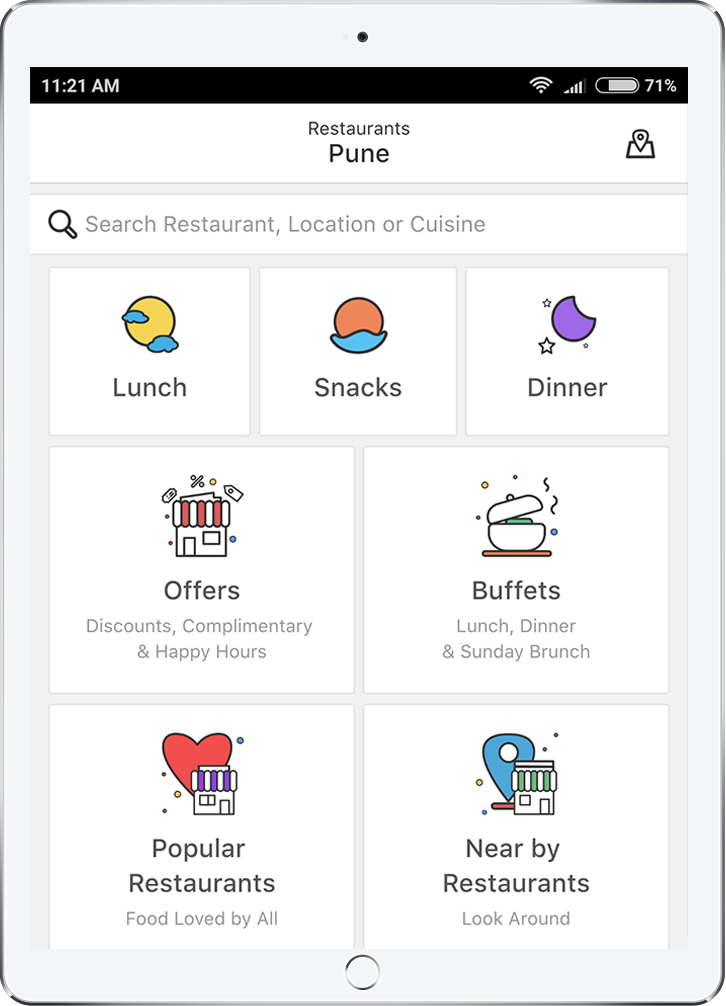 11:21 AM
71%
Restaurants
Pune
Search Restaurant, Location or Cuisine
Lunch
Snacks
Dinner
%
Offers
Discounts, Complimentary
& Happy Hours
Buffets
Lunch, Dinner
& Sunday Brunch
Popular
Restaurants
Food Loved by All
Near by
Restaurants
Look Around